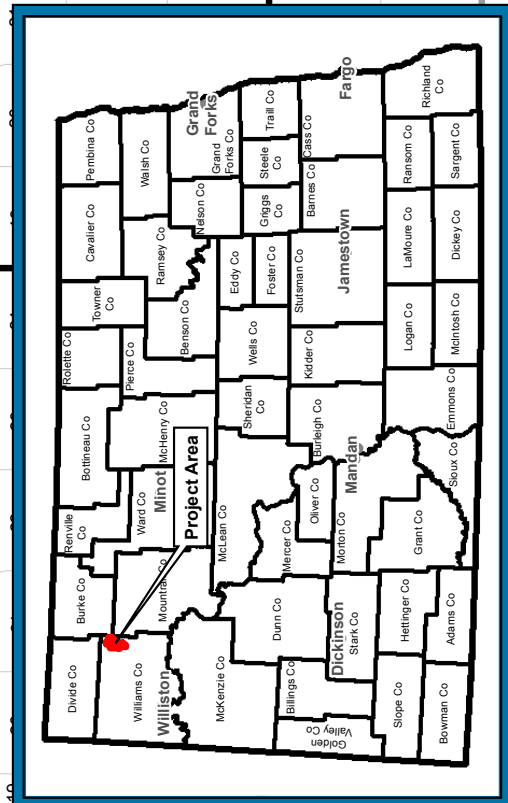 Divide Co
Burke Co
Renville
Co
Bottineau Co
Rolette Co
Towner
Co
Cavalier Co
Pembina Co
Williams Co
Williston
Mountrail Co
Ward Co
Minot
McHenry Co
Pierce Co
Benson Co
Ramsey Co
Walsh Co
Nelson Co
Grand
Forks
Grand
Forks Co
Project Area
McKenzie Co
McLean Co
Sheridan
Co
Wells Co
Eddy Co
Foster Co
Griggs
Co
Steele
Co
Traill Co
Golden
Valley Co
Billings Co
Dunn Co
Mercer Co
Oliver Co
Burleigh Co
Kidder Co
Stutsman Co
Barnes Co
Cass Co
Dickinson
Stark Co
Morton Co
Mandan
Jamestown
Fargo
Slope Co
Hettinger Co
Grant Co
Sioux Co
Emmons Co
Logan Co
LaMoure Co
Ransom Co
Richland
Co
Bowman Co
Adams Co
McIntosh Co
Dickey Co
Sargent Co